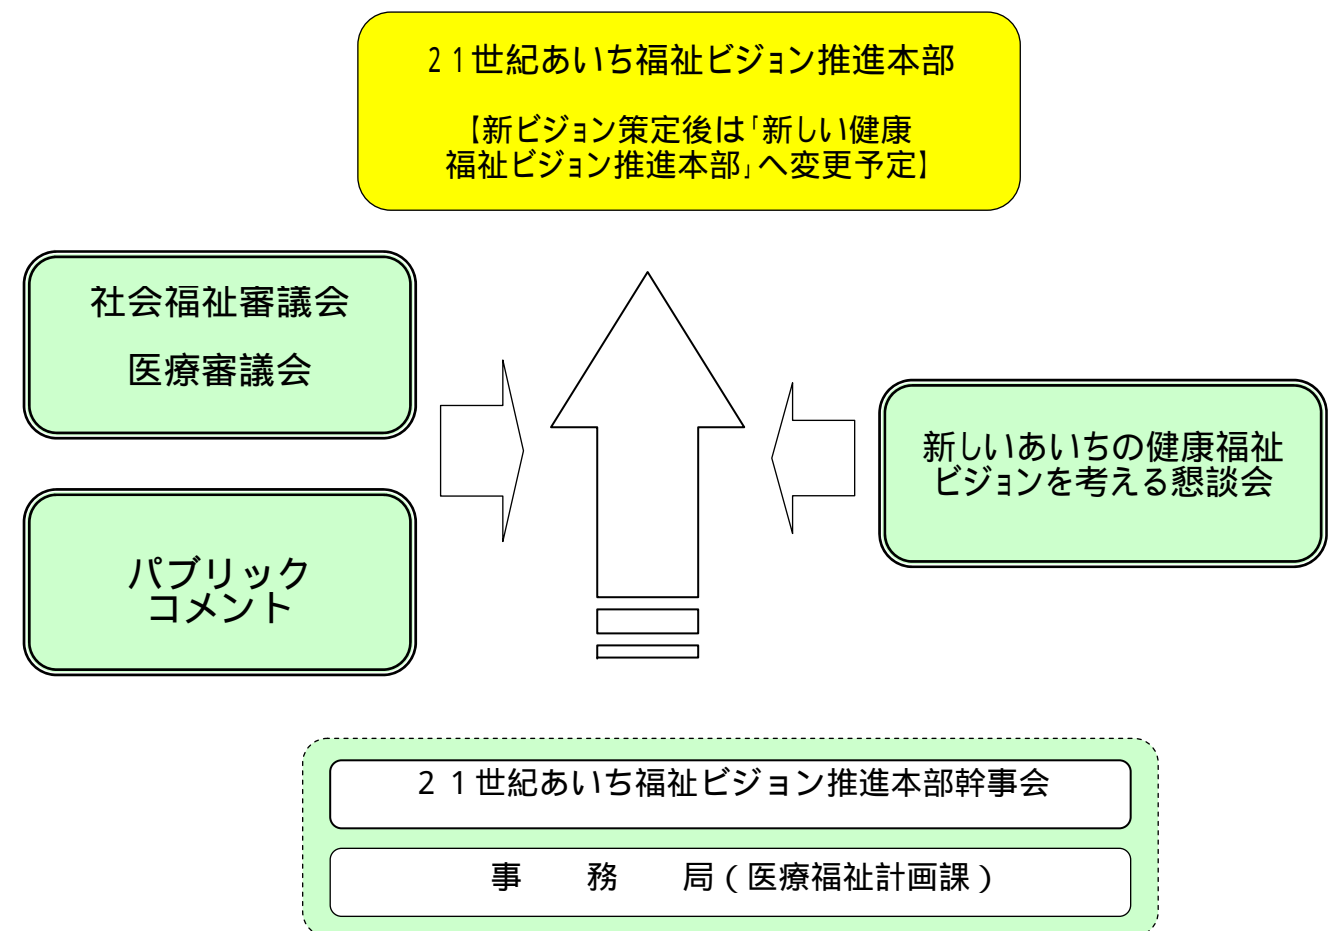 21世紀あいち福祉ビジョン推進本部
【新ビジョン策定後は「新しい健康
福祉ビジョン推進本部」へ変更予定】
社会福祉審議会
医療審議会
パブリック
コメント
新しいあいちの健康福祉
ビジョンを考える懇談会
21世紀あいち福祉ビジョン推進本部幹事会
事　務　局(医療福祉計画課)